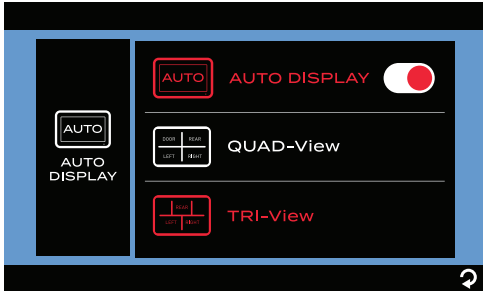 AUTO
AUTO
DISPLAY
AUTO AUTO DISPLAY
DOOR REAR
LEFT RIGHT
QUAD-View
REAR
LEFT RIGHT
TRI-View